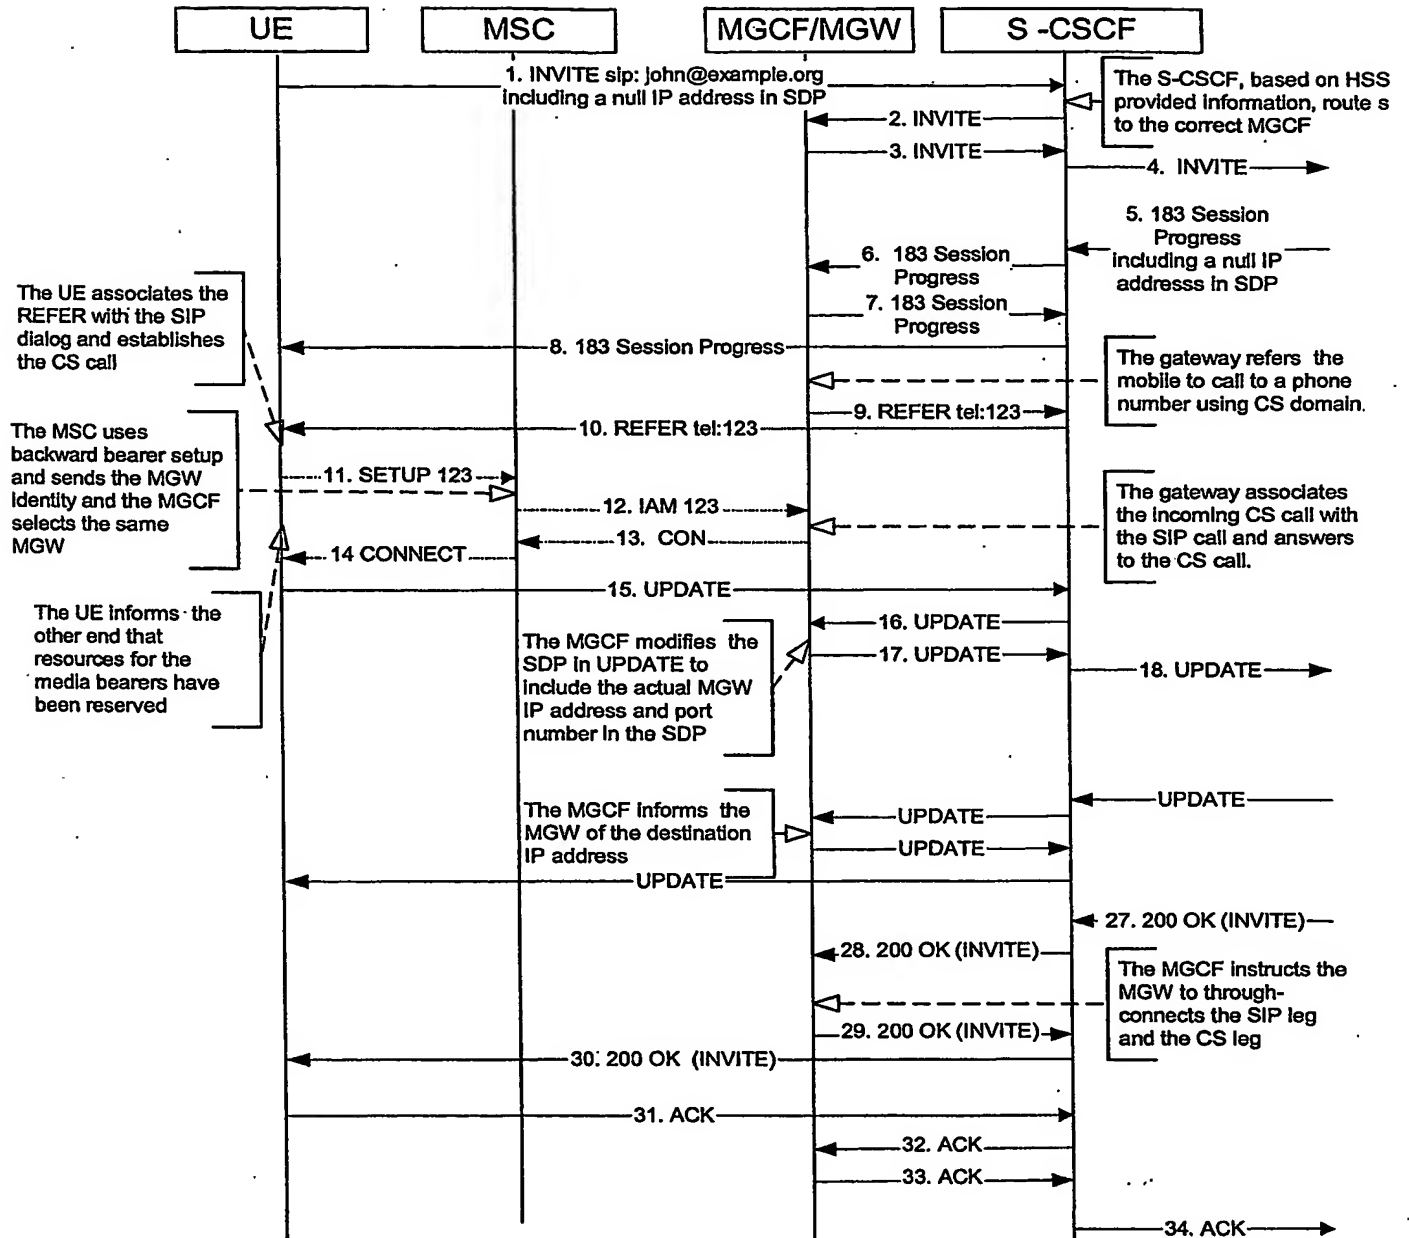 UE
MSC
MGCF/MGW
S -CSCF
1. INVITE sip: john@example.org
including a null IP address in SDP
The S-CSCF, based on HSS
provided information, route s
to the correct MGCF
2. INVITE
3. INVITE
4. INVITE
5. 183 Session
Progress
including a null IP
addresss in SDP
6. 183 Session
Progress
7. 183 Session
Progress
The UE associates the
REFER with the SIP
dialog and establishes
the CS call
8. 183 Session Progress
The gateway refers the
mobile to call to a phone
number using CS domain.
9. REFER tel:123
10. REFER tel:123
The MSC uses
backward bearer setup
and sends the MGW
identity and the MGCF
selects the same
MGW
11. SETUP 123
12. IAM 123
The gateway associates
the incoming CS call with
the SIP call and answers
to the CS call.
13. CON
14 CONNECT
15. UPDATE
The UE informs the
other end that
resources for the
media bearers have
been reserved
16. UPDATE
The MGCF modifies the
SDP in UPDATE to
include the actual MGW
IP address and port
number in the SDP
17. UPDATE
18. UPDATE
UPDATE
The MGCF informs the
MGW of the destination
IP address
UPDATE
UPDATE
UPDATE
27. 200 OK (INVITE)
28. 200 OK (INVITE)
The MGCF instructs the
MGW to through-
connects the SIP leg
and the CS leg
29. 200 OK (INVITE)
30. 200 OK (INVITE)
31. ACK
32. ACK
33. ACK
34. ACK